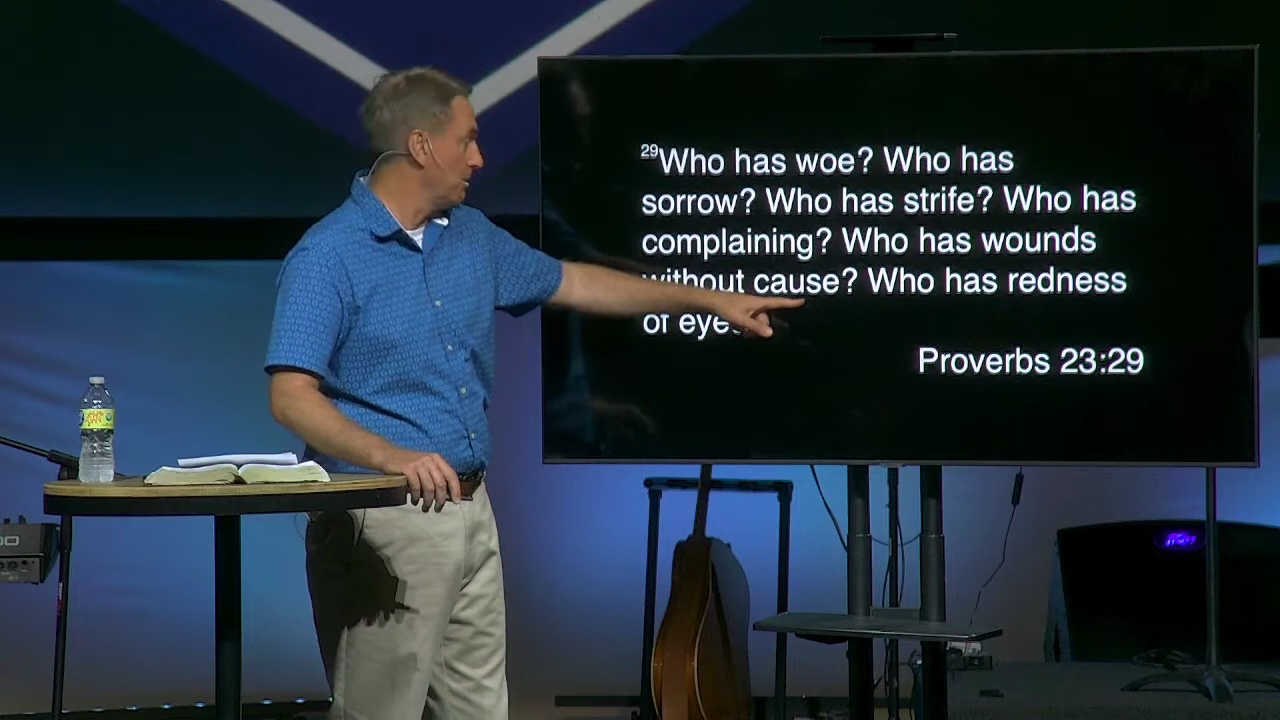 29Who has woe? Who has
sorrow? Who has strife? Who has
complaining? Who has wounds
without cause? Who has redness
of eye
Proverbs 23:29